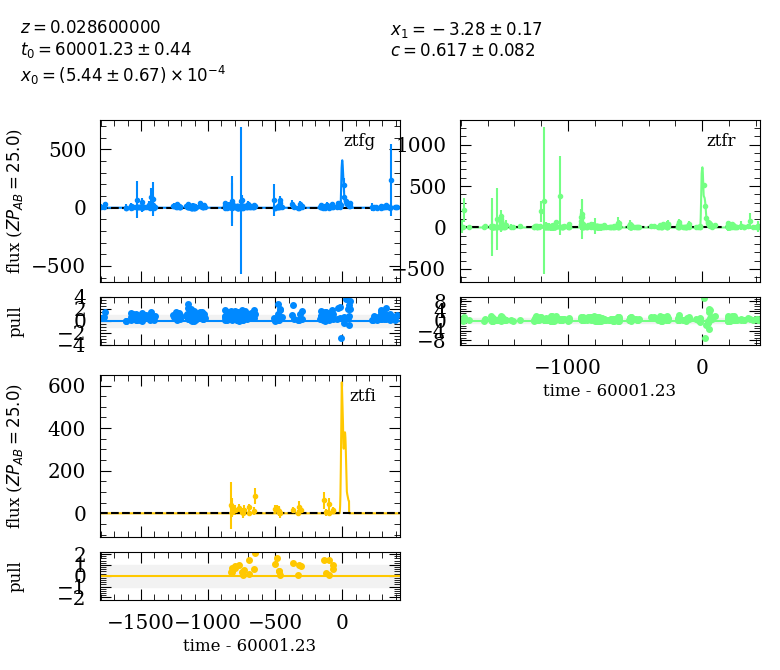 z = 0.028600000
t₀ = 60001.23 ± 0.44
x₀ = (5.44 ± 0.67) × 10⁻⁴
x₁ = −3.28 ± 0.17
c = 0.617 ± 0.082
flux (ZP_AB = 25.0)
500
0
−500
ztfg
1000
500
0
−500
ztfr
pull
4
2
0
−2
−4
8
4
0
−4
−8
−1000
0
time - 60001.23
flux (ZP_AB = 25.0)
600
400
200
0
ztfi
pull
2
1
0
−1
−2
−1500
−1000
−500
0
time - 60001.23